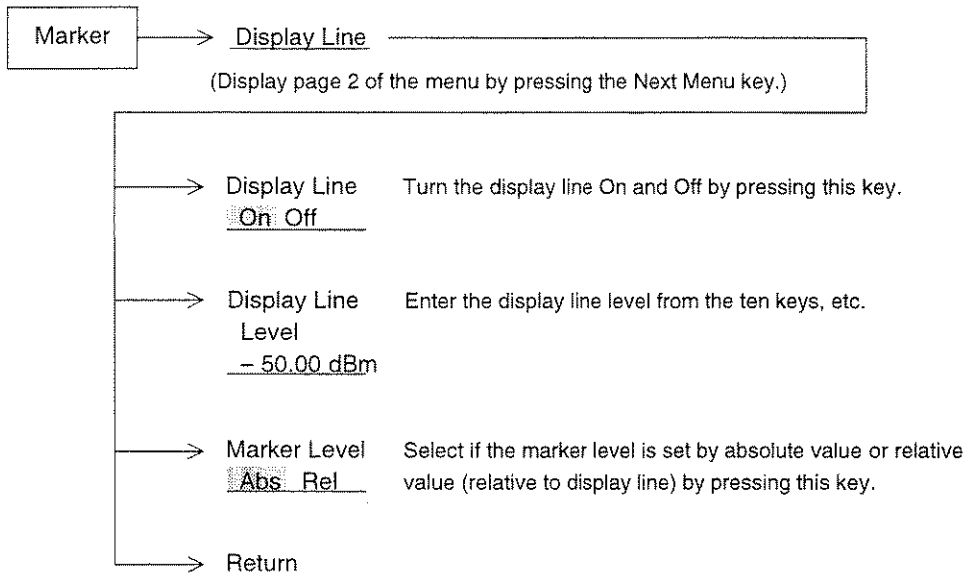 Marker Display Line
(Display page 2 of the menu by pressing the Next Menu key.)
Display Line Turn the display line On and Off by pressing this key.
On Off
Display Line Enter the display line level from the ten keys, etc.
Level
– 50.00 dBm
Marker Level Select if the marker level is set by absolute value or relative
Abs Rel value (relative to display line) by pressing this key.
Return